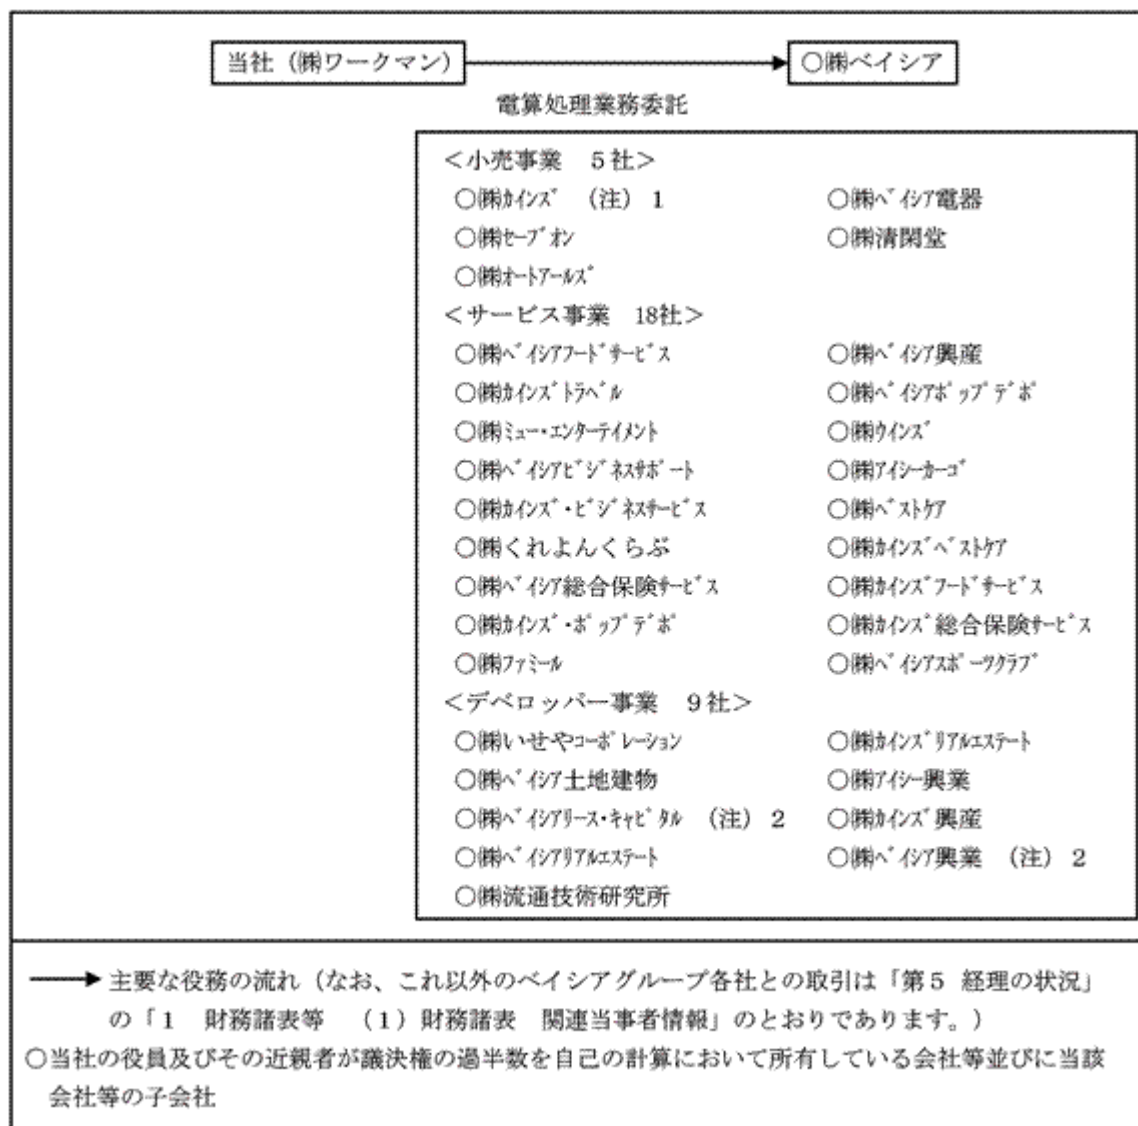 当社（㈱ワークマン） ○㈱ベイシア
電算処理業務委託
＜小売事業　５社＞
○㈱ｶｲﾝｽﾞ　（注）１ ○㈱ﾍﾞｲｼｱ電器
○㈱ｾｰﾌﾞｵﾝ ○㈱清閑堂
○㈱ｵｰﾄｱｰﾙｽﾞ
＜サービス事業　18社＞
○㈱ﾍﾞｲｼｱﾌｰﾄﾞｻｰﾋﾞｽ ○㈱ﾍﾞｲｼｱ興産
○㈱ｶｲﾝｽﾞﾄﾗﾍﾞﾙ ○㈱ﾍﾞｲｼｱﾎﾟｯﾌﾟﾃﾞﾎﾟ
○㈱ﾐｭｰ・ｴﾝﾀｰﾃｲﾒﾝﾄ ○㈱ｳｲﾝｽﾞ
○㈱ﾍﾞｲｼｱﾋﾞｼﾞﾈｽｻﾎﾟｰﾄ ○㈱ｱｲｼｰｶｰｺﾞ
○㈱ｶｲﾝｽﾞ・ﾋﾞｼﾞﾈｽｻｰﾋﾞｽ ○㈱ﾍﾞｽﾄｹｱ
○㈱くれよんくらぶ ○㈱ｶｲﾝｽﾞﾍﾞｽﾄｹｱ
○㈱ﾍﾞｲｼｱ総合保険ｻｰﾋﾞｽ ○㈱ｶｲﾝｽﾞﾌｰﾄﾞｻｰﾋﾞｽ
○㈱ｶｲﾝｽﾞ・ﾎﾟｯﾌﾟﾃﾞﾎﾟ ○㈱ｶｲﾝｽﾞ総合保険ｻｰﾋﾞｽ
○㈱ﾌｧﾐｰﾙ ○㈱ﾍﾞｲｼｱｽﾎﾟｰﾂｸﾗﾌﾞ
＜デベロッパー事業　９社＞
○㈱いせやｺｰﾎﾟﾚｰｼｮﾝ ○㈱ｶｲﾝｽﾞﾘｱﾙｴｽﾃｰﾄ
○㈱ﾍﾞｲｼｱ土地建物 ○㈱ｱｲｼｰ興業
○㈱ﾍﾞｲｼｱﾘｰｽ・ｷｬﾋﾟﾀﾙ　（注）２ ○㈱ｶｲﾝｽﾞ興産
○㈱ﾍﾞｲｼｱﾘｱﾙｴｽﾃｰﾄ ○㈱ﾍﾞｲｼｱ興業　（注）２
○㈱流通技術研究所
主要な役務の流れ（なお、これ以外のベイシアグループ各社との取引は「第５ 経理の状況」
の「１　財務諸表等　（１）財務諸表　関連当事者情報」のとおりであります。）
○当社の役員及びその近親者が議決権の過半数を自己の計算において所有している会社等並びに当該
会社等の子会社